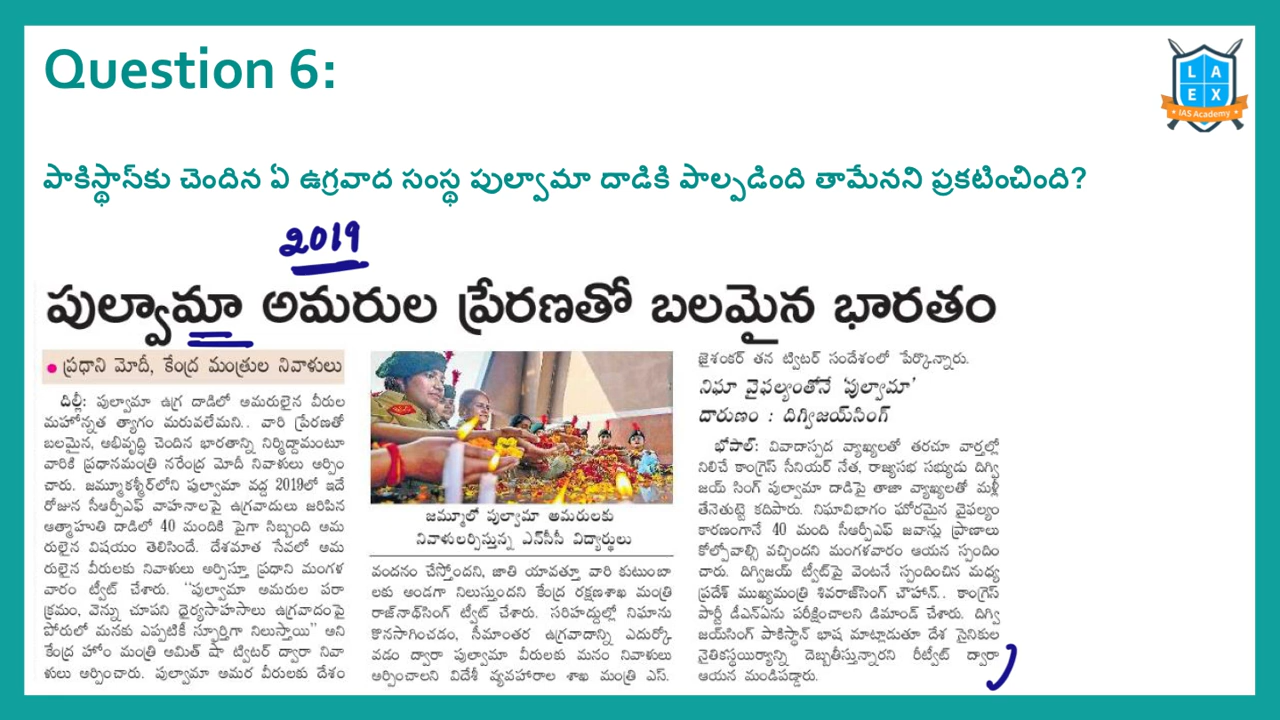 Question 6:
L A
E X
IAS Academy
పాకిస్థాన్‌కు చెందిన ఏ ఉగ్రవాద సంస్థ పుల్వామా దాడికి పాల్పడింది తామేనని ప్రకటించింది?
2019
పుల్వామా అమరుల ప్రేరణతో బలమైన భారతం
● ప్రధాని మోదీ, కేంద్ర మంత్రుల నివాళులు
దిల్లీ: పుల్వామా ఉగ్ర దాడిలో అమరులైన వీరుల
మహోన్నత త్యాగం మరువలేమని.. వారి ప్రేరణతో
బలమైన, అభివృద్ధి చెందిన భారతాన్ని నిర్మిద్దామంటూ
వారికి ప్రధానమంత్రి నరేంద్ర మోదీ నివాళులు అర్పిం
చారు. జమ్మూకశ్మీర్‌లోని పుల్వామా వద్ద 2019లో ఇదే
రోజున సీఆర్పీఎఫ్ వాహనాలపై ఉగ్రవాదులు జరిపిన
ఆత్మాహుతి దాడిలో 40 మందికి పైగా సిబ్బంది అమ
రులైన విషయం తెలిసిందే. దేశమాత సేవలో అమ
రులైన వీరులకు నివాళులు అర్పిస్తూ ప్రధాని మంగళ
వారం ట్వీట్ చేశారు. ‘‘పుల్వామా అమరుల పరా
క్రమం, వెన్ను చూపని ధైర్యసాహసాలు ఉగ్రవాదంపై
పోరులో మనకు ఎప్పటికీ స్ఫూర్తిగా నిలుస్తాయి’’ అని
కేంద్ర హోం మంత్రి అమిత్ షా ట్విటర్ ద్వారా నివా
ళులు అర్పించారు. పుల్వామా అమర వీరులకు దేశం
జమ్మూలో పుల్వామా అమరులకు
నివాళులర్పిస్తున్న ఎన్‌సీసీ విద్యార్థులు
వందనం చేస్తోందని, జాతి యావత్తూ వారి కుటుంబా
లకు అండగా నిలుస్తుందని కేంద్ర రక్షణశాఖ మంత్రి
రాజ్‌నాథ్‌సింగ్ ట్వీట్ చేశారు. సరిహద్దుల్లో నిఘాను
కొనసాగించడం, సీమాంతర ఉగ్రవాదాన్ని ఎదుర్కో
వడం ద్వారా పుల్వామా వీరులకు మనం నివాళులు
అర్పించాలని విదేశీ వ్యవహారాల శాఖ మంత్రి ఎస్.
జైశంకర్ తన ట్విటర్ సందేశంలో పేర్కొన్నారు.
నిఘా వైఫల్యంతోనే ‘పుల్వామా’
దారుణం : దిగ్విజయ్‌సింగ్
భోపాల్: వివాదాస్పద వ్యాఖ్యలతో తరచూ వార్తల్లో
నిలిచే కాంగ్రెస్ సీనియర్ నేత, రాజ్యసభ సభ్యుడు దిగ్వి
జయ్ సింగ్ పుల్వామా దాడిపై తాజా వ్యాఖ్యలతో మళ్లీ
తేనెతుట్టె కదిపారు. నిఘావిభాగం ఘోరమైన వైఫల్యం
కారణంగానే 40 మంది సీఆర్పీఎఫ్ జవాన్లు ప్రాణాలు
కోల్పోవాల్సి వచ్చిందని మంగళవారం ఆయన స్పందిం
చారు. దిగ్విజయ్ ట్వీట్‌పై వెంటనే స్పందించిన మధ్య
ప్రదేశ్ ముఖ్యమంత్రి శివరాజ్‌సింగ్ చౌహాన్.. కాంగ్రెస్
పార్టీ డీఎన్ఏను పరీక్షించాలని డిమాండ్ చేశారు. దిగ్వి
జయ్‌సింగ్ పాకిస్థాన్ భాష మాట్లాడుతూ దేశ సైనికుల
నైతికస్థయిర్యాన్ని దెబ్బతీస్తున్నారని రీట్వీట్ ద్వారా
ఆయన మండిపడ్డారు.